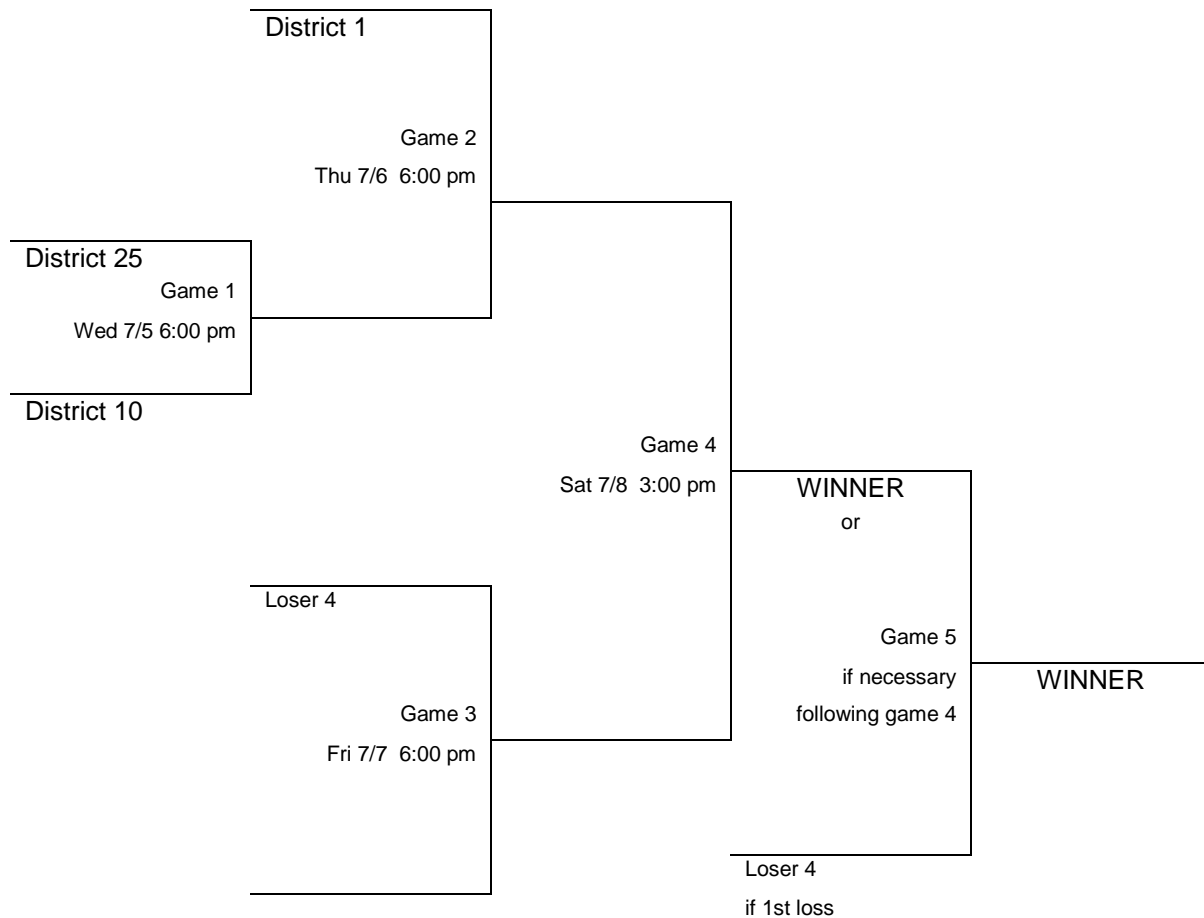 District 1
Game 2
Thu 7/6  6:00 pm
District 25
Game 1
Wed 7/5 6:00 pm
District 10
Game 4
Sat 7/8  3:00 pm
WINNER
or
Loser 4
Game 5
if necessary
WINNER
following game 4
Game 3
Fri 7/7  6:00 pm
Loser 4
if 1st loss